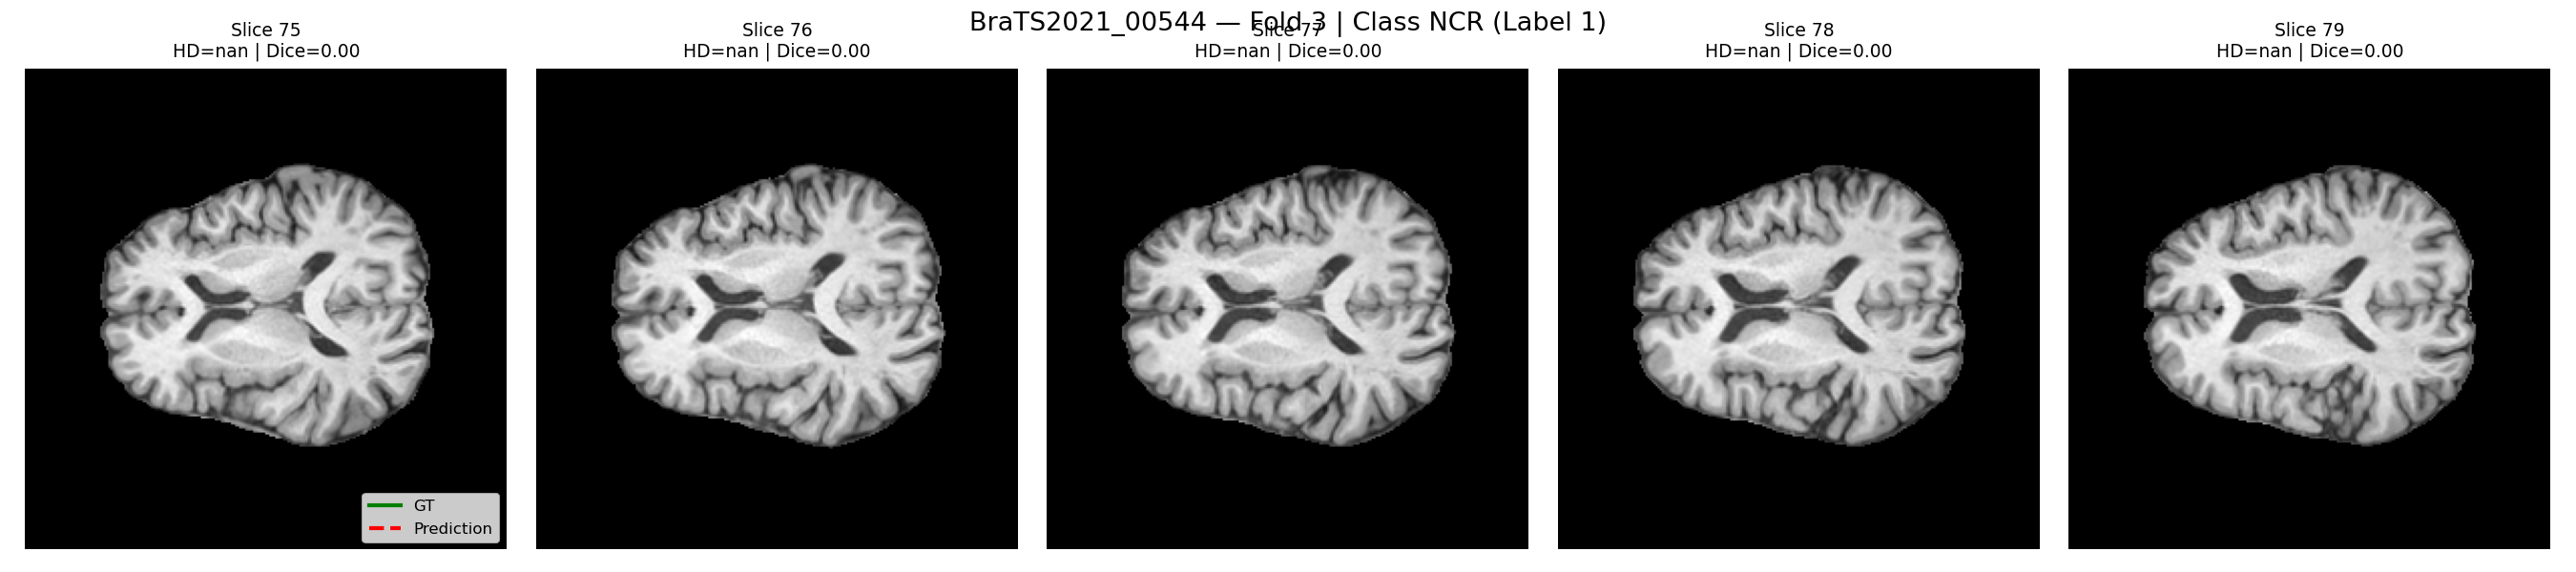 BraTS2021_00544 — Fold 3 | Class NCR (Label 1)
Slice 75
HD=nan | Dice=0.00
Slice 76
HD=nan | Dice=0.00
Slice 77
HD=nan | Dice=0.00
Slice 78
HD=nan | Dice=0.00
Slice 79
HD=nan | Dice=0.00
GT
Prediction